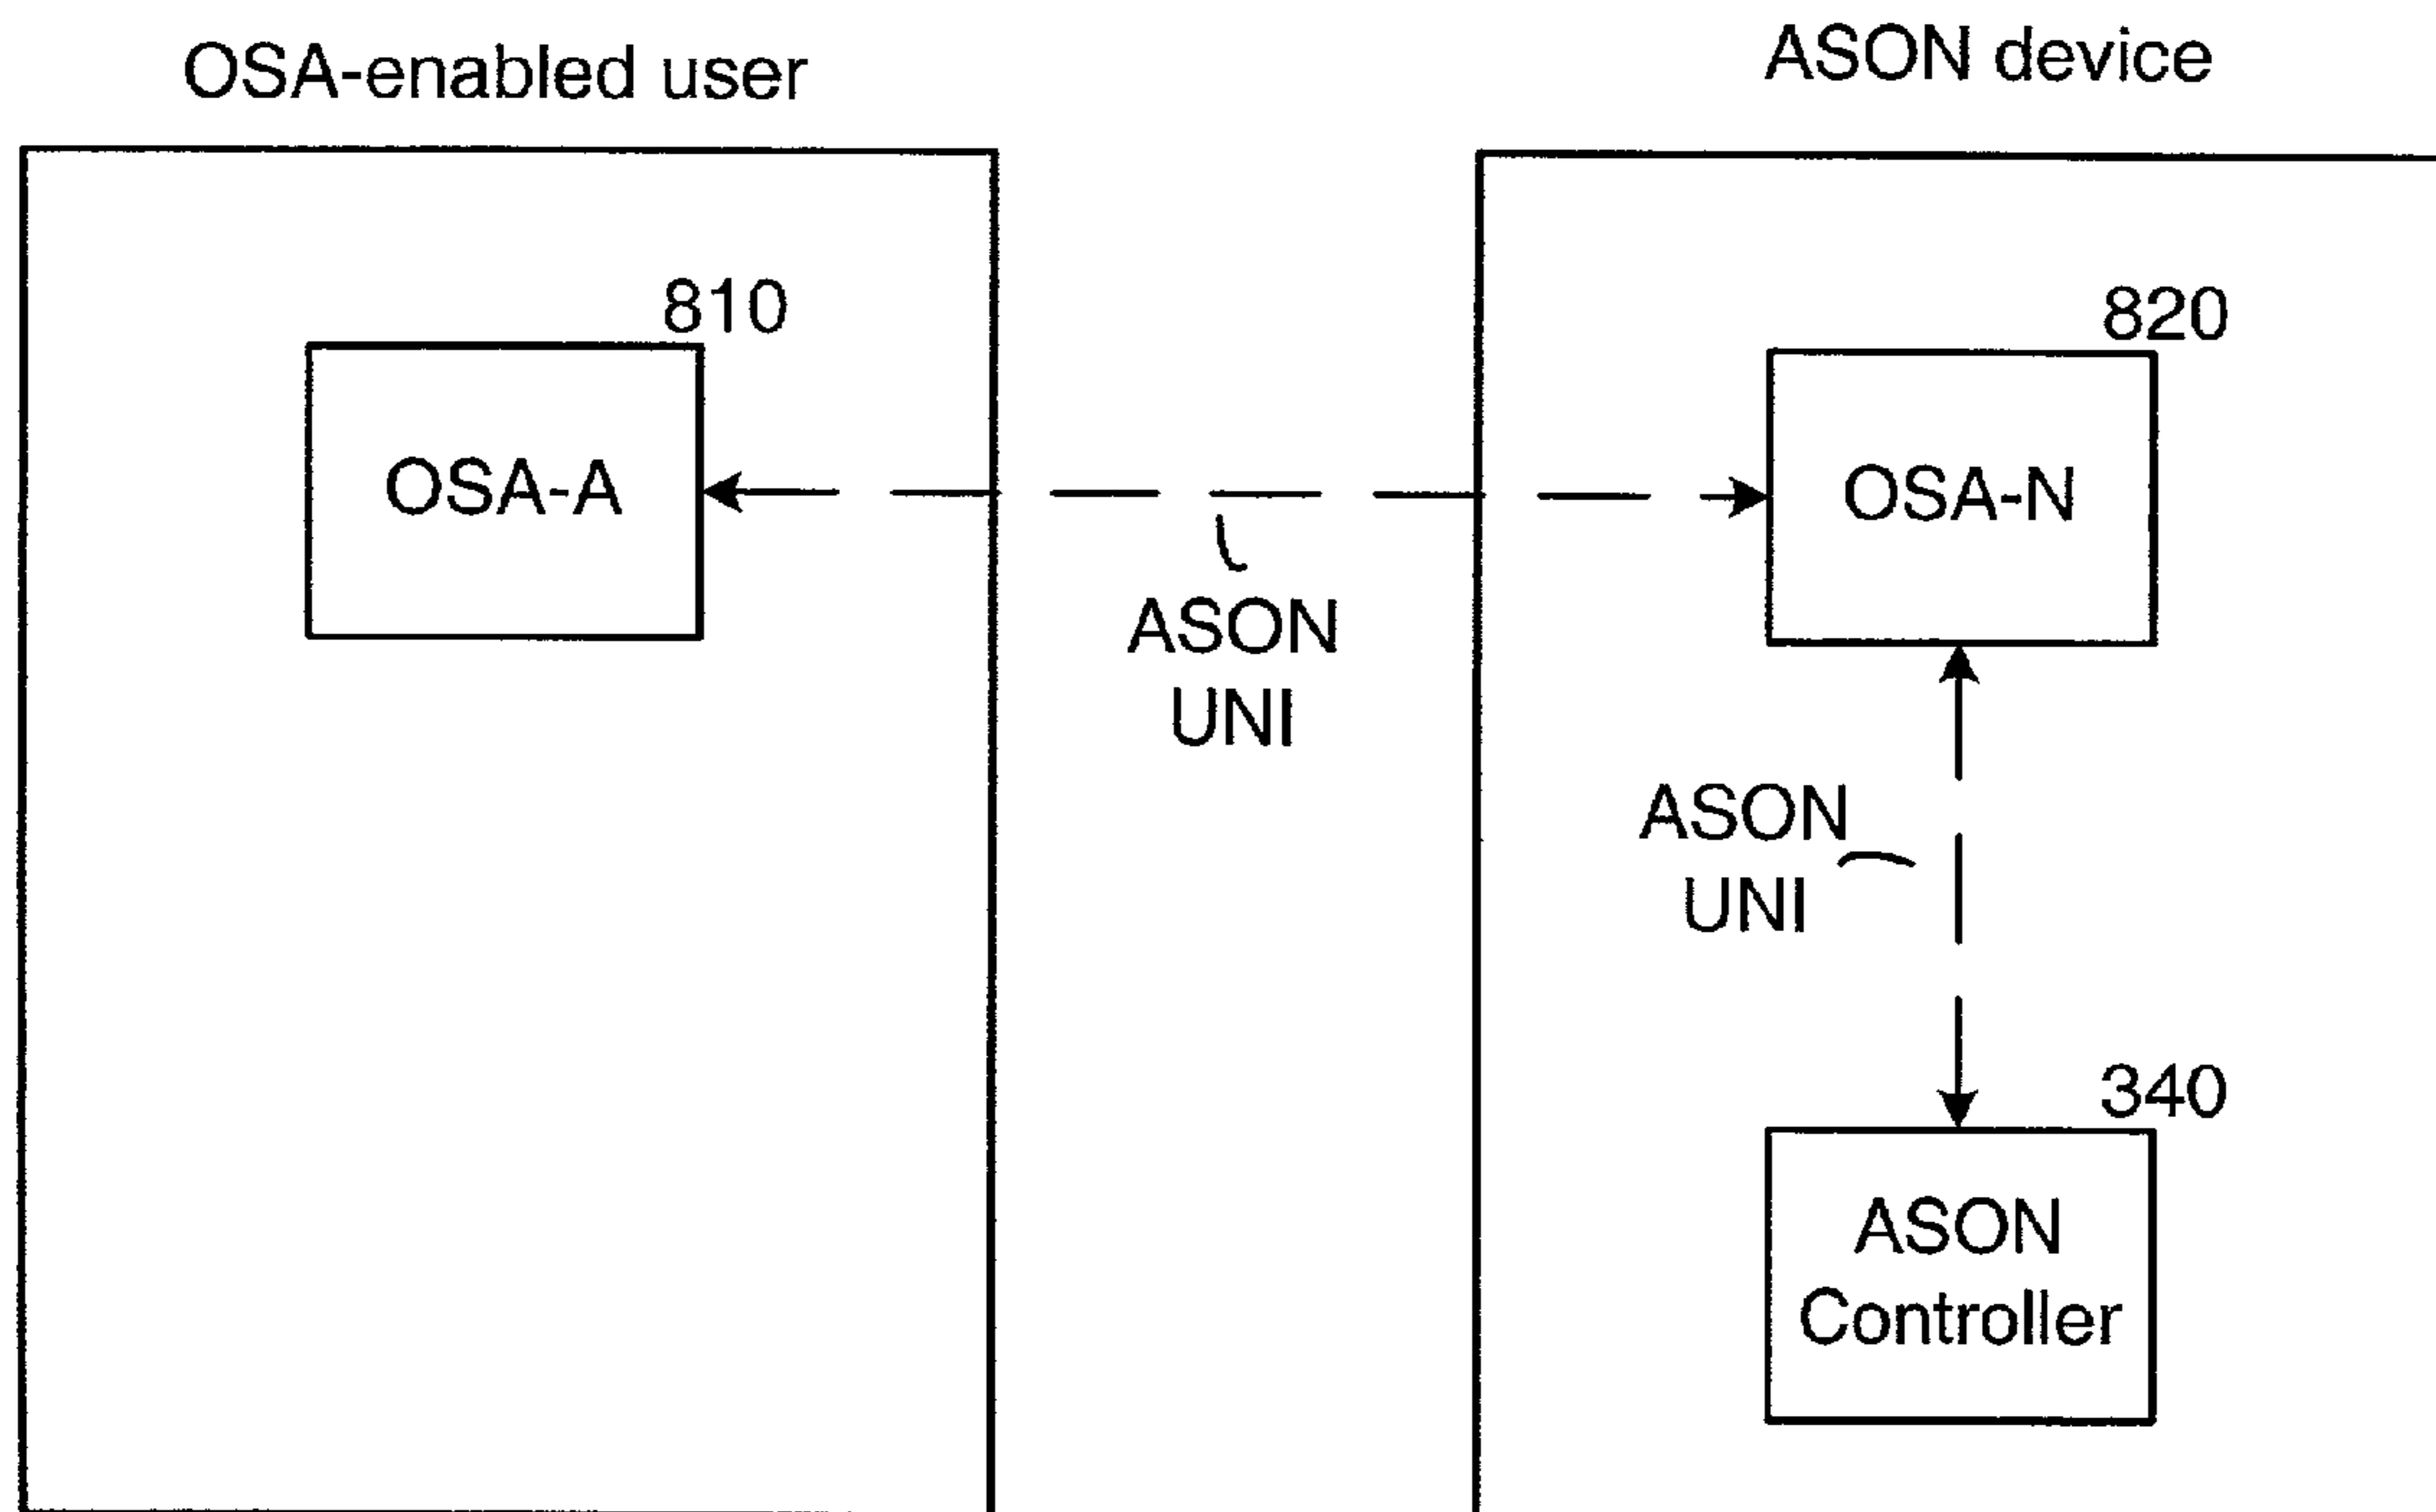 OSA-enabled user
ASON device
810
820
OSA-A
OSA-N
ASON
UNI
ASON
UNI
340
ASON
Controller